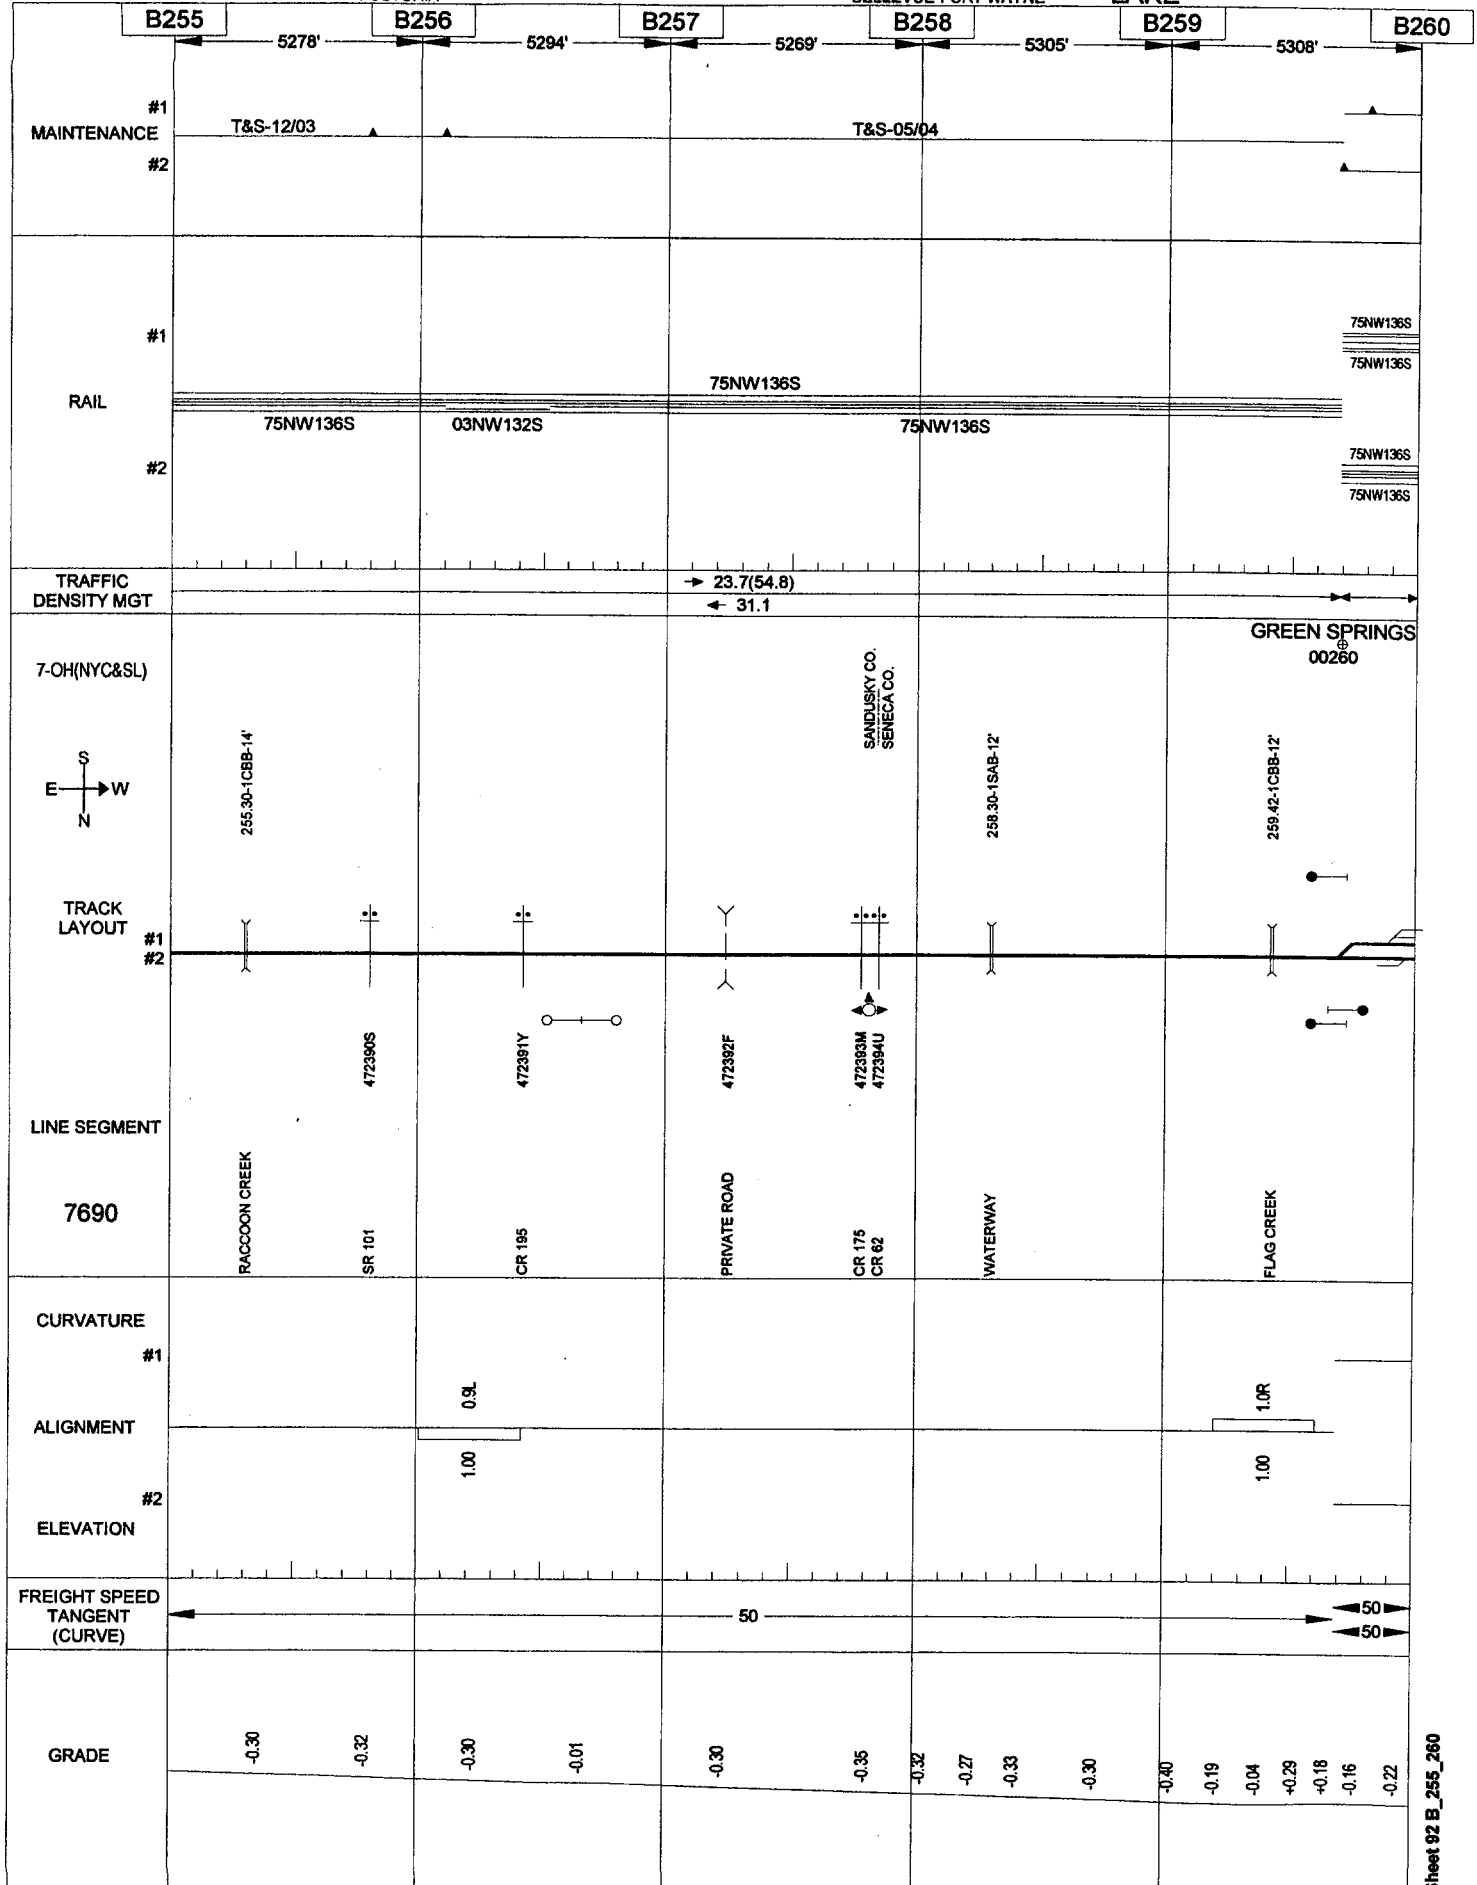 B255
B256
B257
B258
B259
B260
5278'
5294'
5269'
5305'
5308'
#1
MAINTENANCE
T&S-12/03
T&S-05/04
#2
#1
75NW136S
75NW136S
75NW136S
RAIL
75NW136S
03NW132S
75NW136S
#2
75NW136S
75NW136S
TRAFFIC
DENSITY MGT
23.7(54.8)
31.1
GREEN SPRINGS
00260
7-OH(NYC&SL)
SANDUSKY CO.
SENECA CO.
S
E
W
N
255.30-1CBB-14'
258.30-1SAB-12'
259.42-1CBB-12'
TRACK
LAYOUT
#1
#2
472390S
472391Y
472392F
472393M
472394U
LINE SEGMENT
7690
RACCOON CREEK
SR 101
CR 195
PRIVATE ROAD
CR 175
CR 62
WATERWAY
FLAG CREEK
CURVATURE
#1
0.9L
1.0R
ALIGNMENT
1.00
1.00
#2
ELEVATION
FREIGHT SPEED
TANGENT
(CURVE)
50
50
50
GRADE
-0.30
-0.32
-0.30
-0.01
-0.30
-0.35
-0.32
-0.27
-0.33
-0.30
-0.40
-0.19
-0.04
+0.29
+0.18
-0.16
-0.22
92 B_255_260